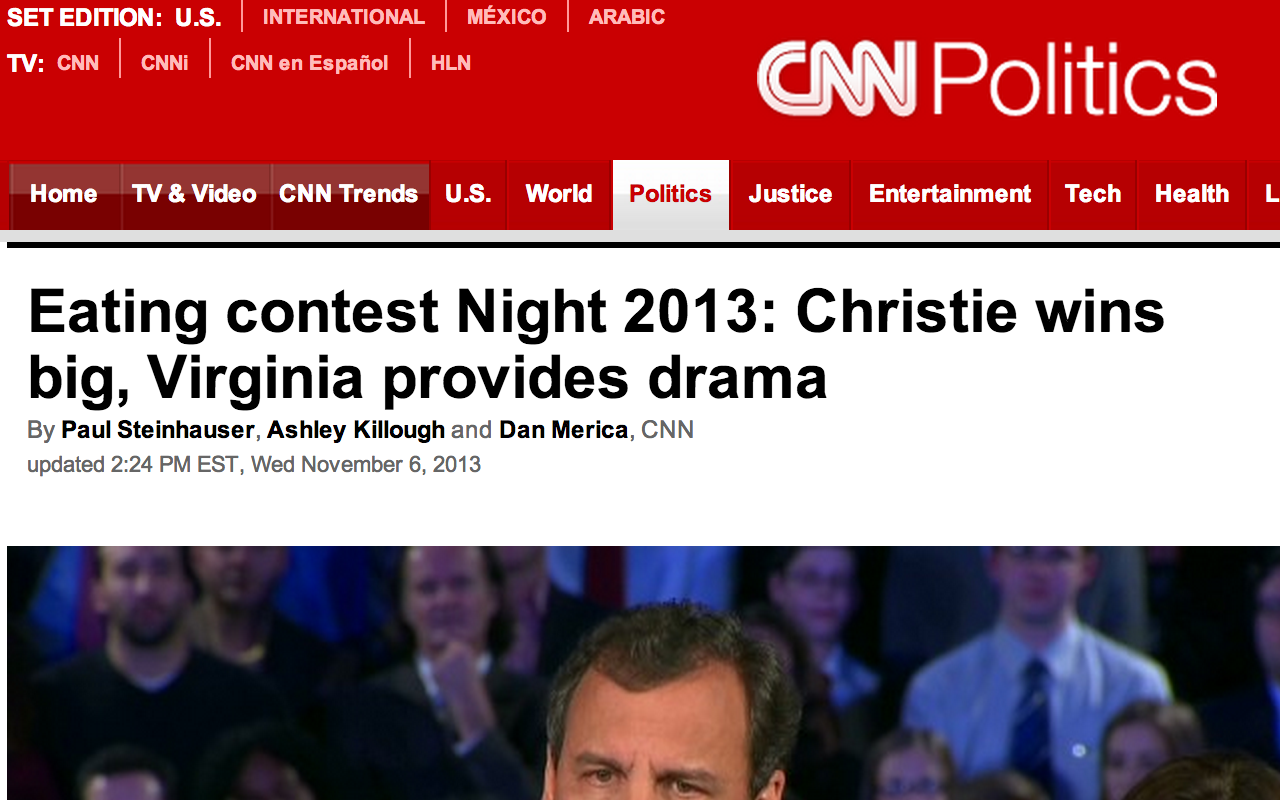 SET EDITION: U.S. INTERNATIONAL MÉXICO ARABIC
TV: CNN CNNi CNN en Español HLN
CNN Politics
Home TV & Video CNN Trends U.S. World Politics Justice Entertainment Tech Health L
Eating contest Night 2013: Christie wins
big, Virginia provides drama
By Paul Steinhauser, Ashley Killough and Dan Merica, CNN
updated 2:24 PM EST, Wed November 6, 2013